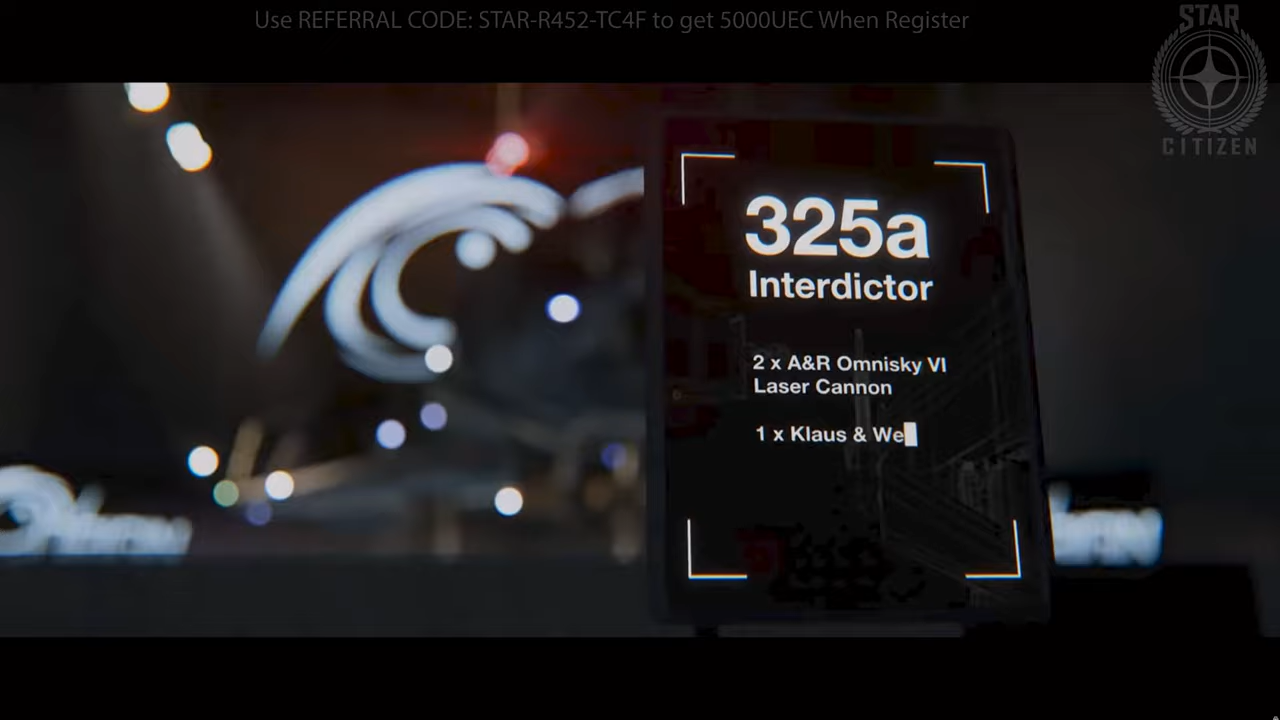 Use REFERRAL CODE: STAR-R452-TC4F to get 5000UEC When Register
STAR
CITIZEN
325a
Interdictor
2 x A&R Omnisky VI
Laser Cannon
1 x Klaus & We